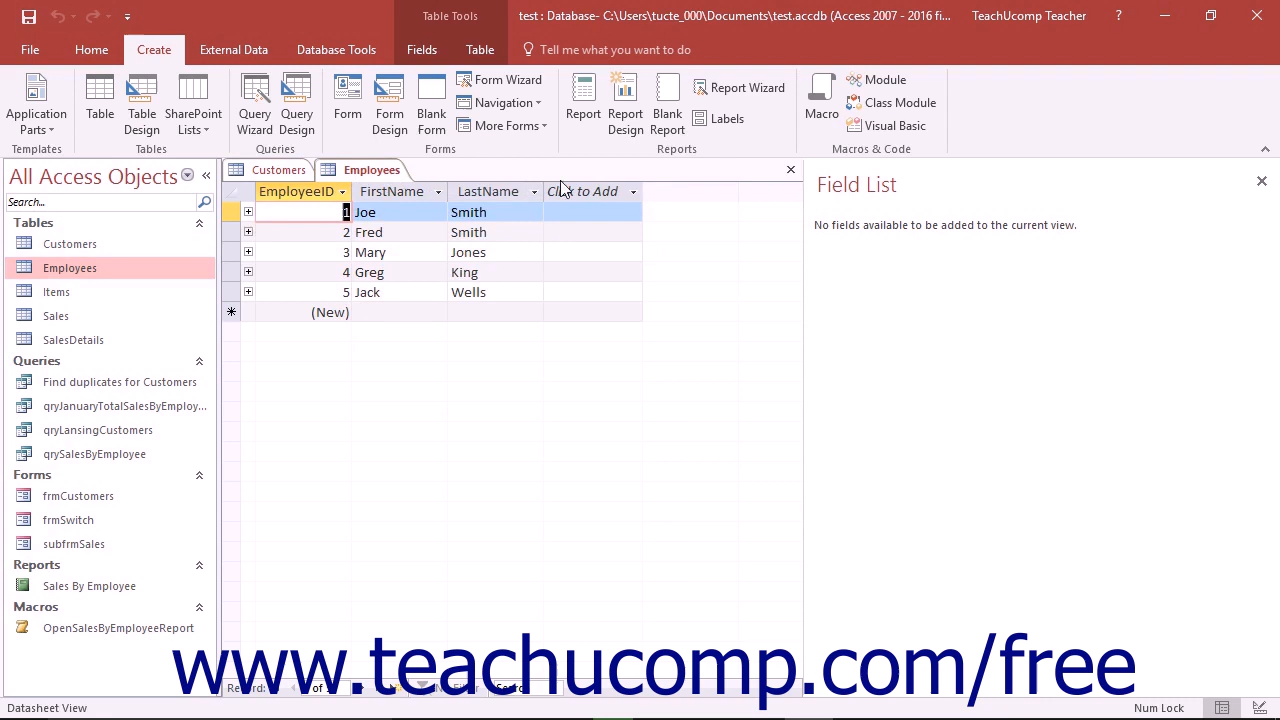 Table Tools
test : Database- C:\Users\tucte_000\Documents\test.accdb (Access 2007 - 2016 fi...
TeachUcomp Teacher
?
File
Home
Create
External Data
Database Tools
Fields
Table
Tell me what you want to do
Application Parts
Table
Table Design
SharePoint Lists
Query Wizard
Query Design
Form
Form Design
Blank Form
Form Wizard
Navigation
More Forms
Report
Report Design
Blank Report
Report Wizard
Labels
Macro
Module
Class Module
Visual Basic
Templates
Tables
Queries
Forms
Reports
Macros & Code
All Access Objects
Search...
Tables
Customers
Employees
Items
Sales
SalesDetails
Queries
Find duplicates for Customers
qryJanuaryTotalSalesByEmploy...
qryLansingCustomers
qrySalesByEmployee
Forms
frmCustomers
frmSwitch
subfrmSales
Reports
Sales By Employee
Macros
OpenSalesByEmployeeReport
Customers
Employees
EmployeeID FirstName LastName Click to Add
1 Joe Smith
2 Fred Smith
3 Mary Jones
4 Greg King
5 Jack Wells
(New)
Field List
No fields available to be added to the current view.
www.teachucomp.com/free
Record:
Datasheet View
Num Lock